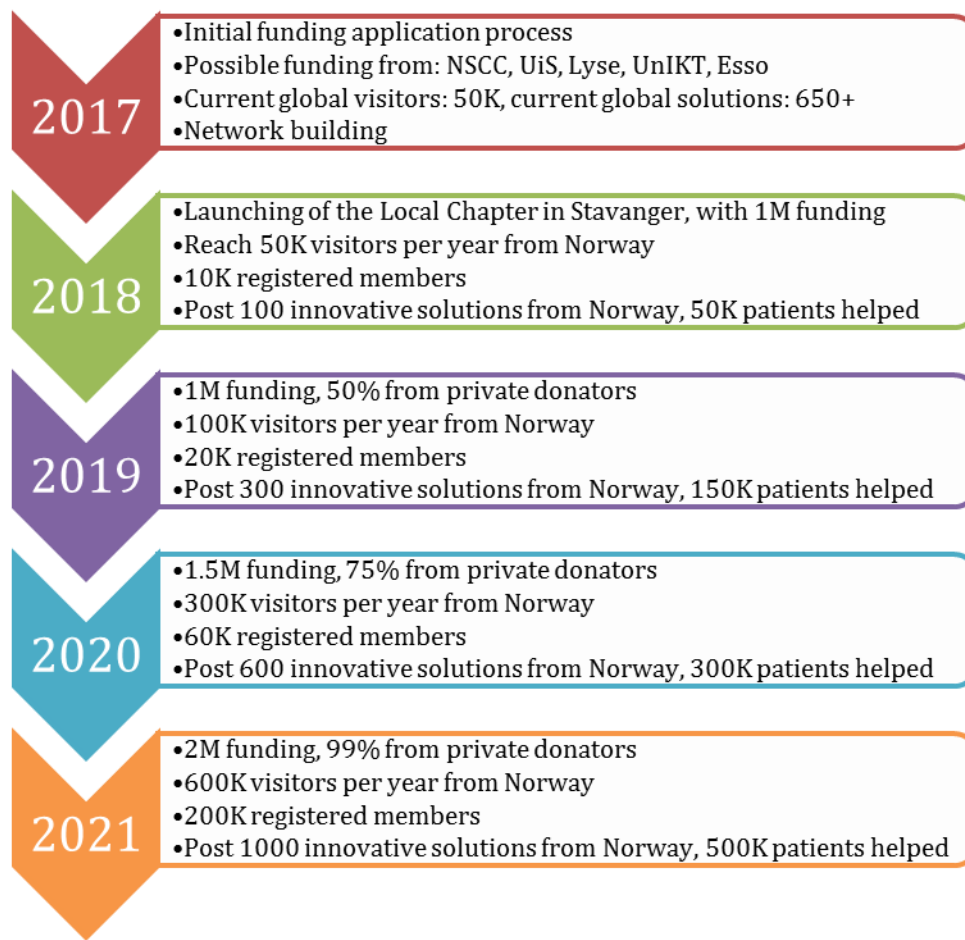 2017
•Initial funding application process
•Possible funding from: NSCC, UiS, Lyse, UnIKT, Esso
•Current global visitors: 50K, current global solutions: 650+
•Network building
2018
•Launching of the Local Chapter in Stavanger, with 1M funding
•Reach 50K visitors per year from Norway
•10K registered members
•Post 100 innovative solutions from Norway, 50K patients helped
2019
•1M funding, 50% from private donators
•100K visitors per year from Norway
•20K registered members
•Post 300 innovative solutions from Norway, 150K patients helped
2020
•1.5M funding, 75% from private donators
•300K visitors per year from Norway
•60K registered members
•Post 600 innovative solutions from Norway, 300K patients helped
2021
•2M funding, 99% from private donators
•600K visitors per year from Norway
•200K registered members
•Post 1000 innovative solutions from Norway, 500K patients helped